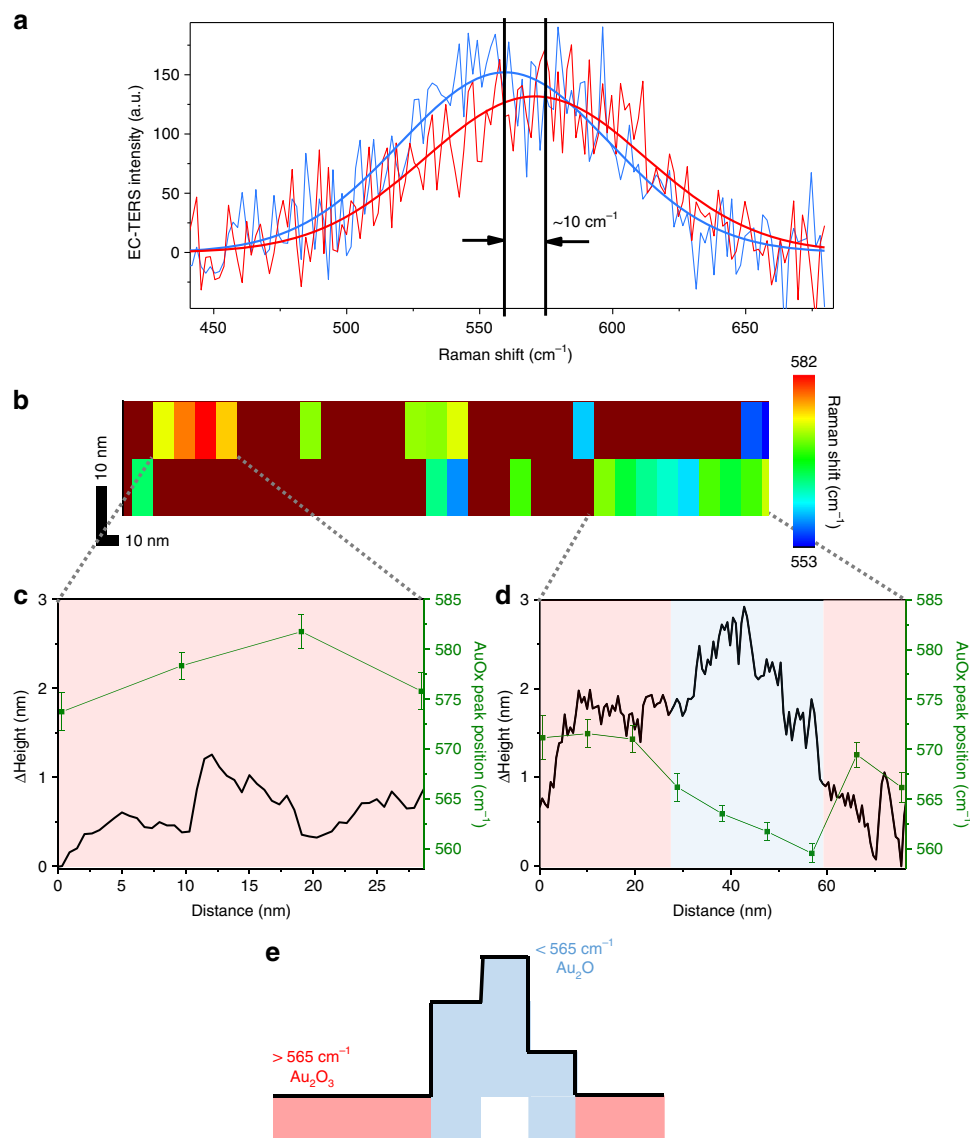 a
EC-TERS intensity (a.u.)
150
100
50
0
~10 cm⁻¹
450
500
550
600
650
Raman shift (cm⁻¹)
b
10 nm
10 nm
582
Raman shift (cm⁻¹)
553
c
ΔHeight (nm)
3
2
1
0
0
5
10
15
20
25
Distance (nm)
585
580
575
570
565
560
AuOx peak position (cm⁻¹)
d
ΔHeight (nm)
3
2
1
0
0
20
40
60
Distance (nm)
585
580
575
570
565
560
AuOx peak position (cm⁻¹)
e
< 565 cm⁻¹
Au₂O
> 565 cm⁻¹
Au₂O₃